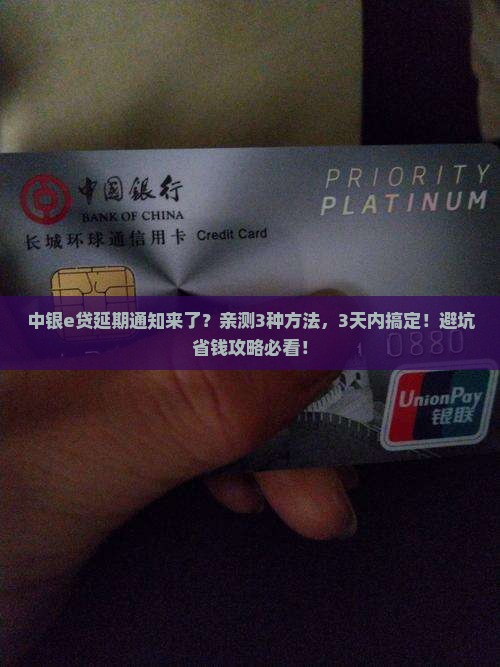 PRIORITY
PLATINUM
中國銀行
BANK OF CHINA
长城环球通信用卡 Credit Card
中银e贷延期通知来了？亲测3种方法，3天内搞定！避坑
省钱攻略必看！
0880
UnionPay
银联